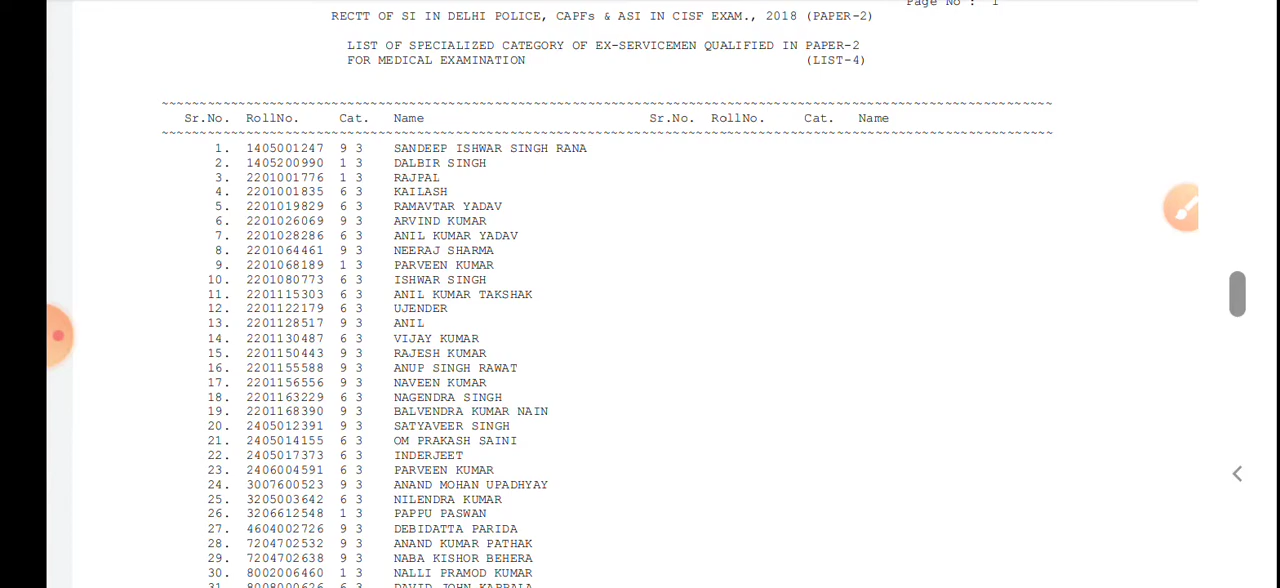 Page No : 1
RECTT OF SI IN DELHI POLICE, CAPFs & ASI IN CISF EXAM., 2018 (PAPER-2)
LIST OF SPECIALIZED CATEGORY OF EX-SERVICEMEN QUALIFIED IN PAPER-2
FOR MEDICAL EXAMINATION (LIST-4)
Sr.No. RollNo. Cat. Name Sr.No. RollNo. Cat. Name
1. 1405001247 9 3 SANDEEP ISHWAR SINGH RANA
2. 1405200990 1 3 DALBIR SINGH
3. 2201001776 1 3 RAJPAL
4. 2201001835 6 3 KAILASH
5. 2201019829 6 3 RAMAVTAR YADAV
6. 2201026069 9 3 ARVIND KUMAR
7. 2201028286 6 3 ANIL KUMAR YADAV
8. 2201064461 9 3 NEERAJ SHARMA
9. 2201068189 1 3 PARVEEN KUMAR
10. 2201080773 6 3 ISHWAR SINGH
11. 2201115303 6 3 ANIL KUMAR TAKSHAK
12. 2201122179 6 3 UJENDER
13. 2201128517 9 3 ANIL
14. 2201130487 6 3 VIJAY KUMAR
15. 2201150443 9 3 RAJESH KUMAR
16. 2201155588 9 3 ANUP SINGH RAWAT
17. 2201156556 9 3 NAVEEN KUMAR
18. 2201163229 6 3 NAGENDRA SINGH
19. 2201168390 9 3 BALVENDRA KUMAR NAIN
20. 2405012391 9 3 SATYAVEER SINGH
21. 2405014155 6 3 OM PRAKASH SAINI
22. 2405017373 6 3 INDERJEET
23. 2406004591 6 3 PARVEEN KUMAR
24. 3007600523 9 3 ANAND MOHAN UPADHYAY
25. 3205003642 6 3 NILENDRA KUMAR
26. 3206612548 1 3 PAPPU PASWAN
27. 4604002726 9 3 DEBIDATTA PARIDA
28. 7204702532 9 3 ANAND KUMAR PATHAK
29. 7204702638 9 3 NABA KISHOR BEHERA
30. 8002006460 1 3 NALLI PRAMOD KUMAR
31. DAVID JOHN